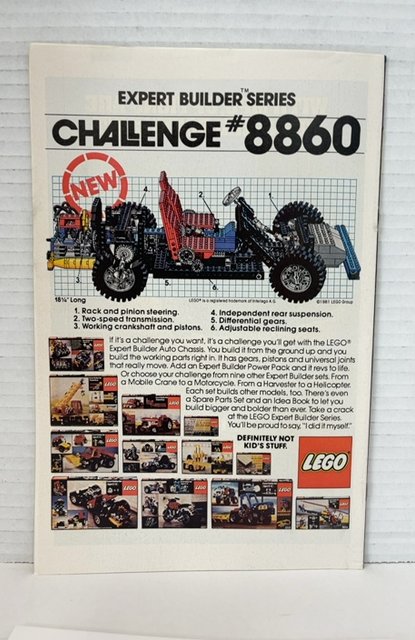 EXPERT BUILDER™ SERIES
CHALLENGE #8860
NEW
4
2
1
3
5
6
18¼" Long
LEGO® is a registered trademark of Interlego A.G.
©1981 LEGO Group
1. Rack and pinion steering.
2. Two-speed transmission.
3. Working crankshaft and pistons.
4. Independent rear suspension.
5. Differential gears.
6. Adjustable reclining seats.
If it's a challenge you want, it's a challenge you'll get with the LEGO®
Expert Builder Auto Chassis. You build it from the ground up and you
build the working parts right in. It has gears, pistons and universal joints
that really move. Add an Expert Builder Power Pack and it revs to life.
Or choose your challenge from nine other Expert Builder sets. From
a Mobile Crane to a Motorcycle. From a Harvester to a Helicopter.
Each set builds other models, too. There's even
a Spare Parts Set and an Idea Book to let you
build bigger and bolder than ever. Take a crack
at the LEGO Expert Builder Series.
You'll be proud to say, "I did it myself."
DEFINITELY NOT
KID'S STUFF.
LEGO